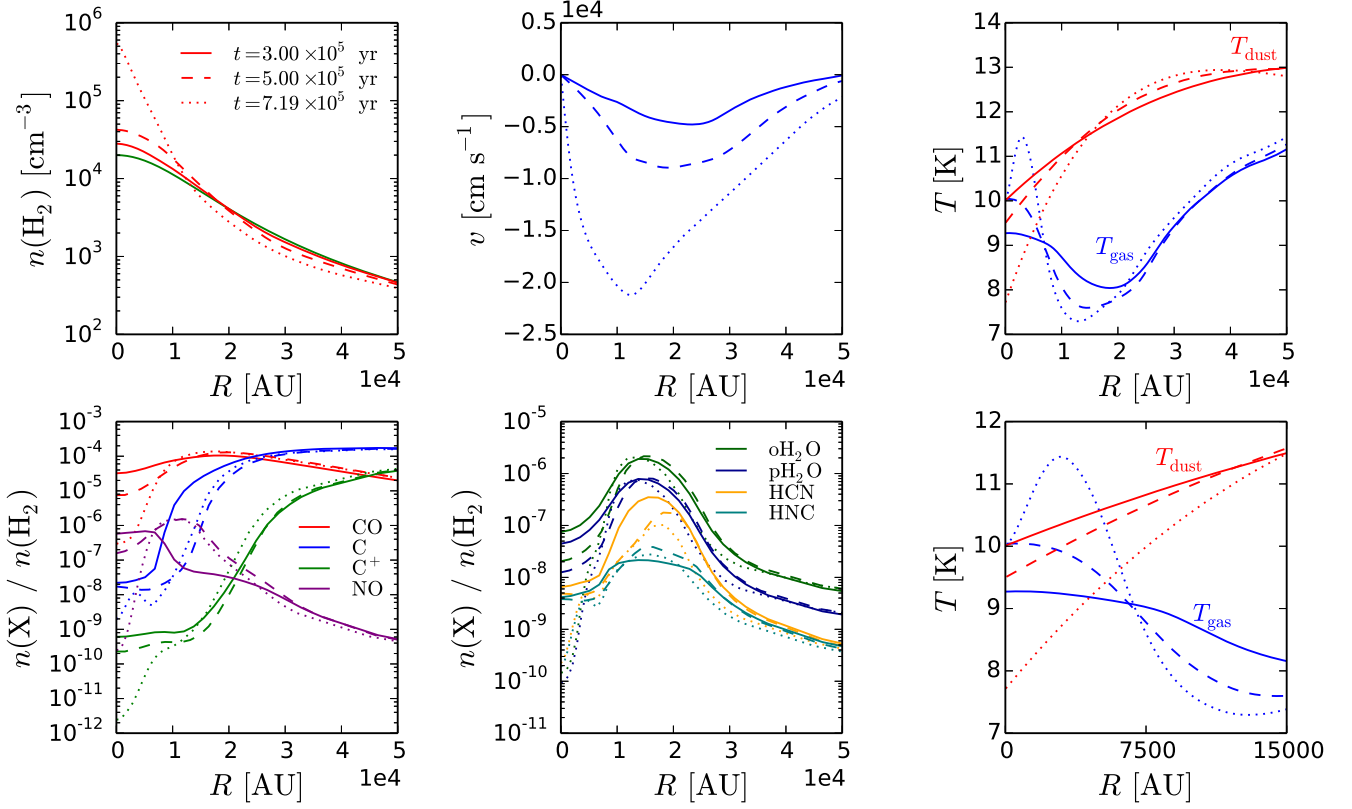 10^6
10^5
10^4
10^3
10^2
n(H_2) [cm^{-3}]
t=3.00 ×10^5 yr
t=5.00 ×10^5 yr
t=7.19 ×10^5 yr
0 1 2 3 4 5
1e4
R [AU]
1e4
0.5
0.0
−0.5
−1.0
−1.5
−2.0
−2.5
v [cm s^{−1}]
0 1 2 3 4 5
1e4
R [AU]
14
13
12
11
10
9
8
7
T [K]
T_dust
T_gas
0 1 2 3 4 5
1e4
R [AU]
10^-3
10^-4
10^-5
10^-6
10^-7
10^-8
10^-9
10^-10
10^-11
10^-12
n(X) / n(H_2)
CO
C
C^+
NO
0 1 2 3 4 5
1e4
R [AU]
10^-5
10^-6
10^-7
10^-8
10^-9
10^-10
10^-11
n(X) / n(H_2)
oH_2O
pH_2O
HCN
HNC
0 1 2 3 4 5
1e4
R [AU]
12
11
10
9
8
7
T [K]
T_dust
T_gas
0 7500 15000
R [AU]